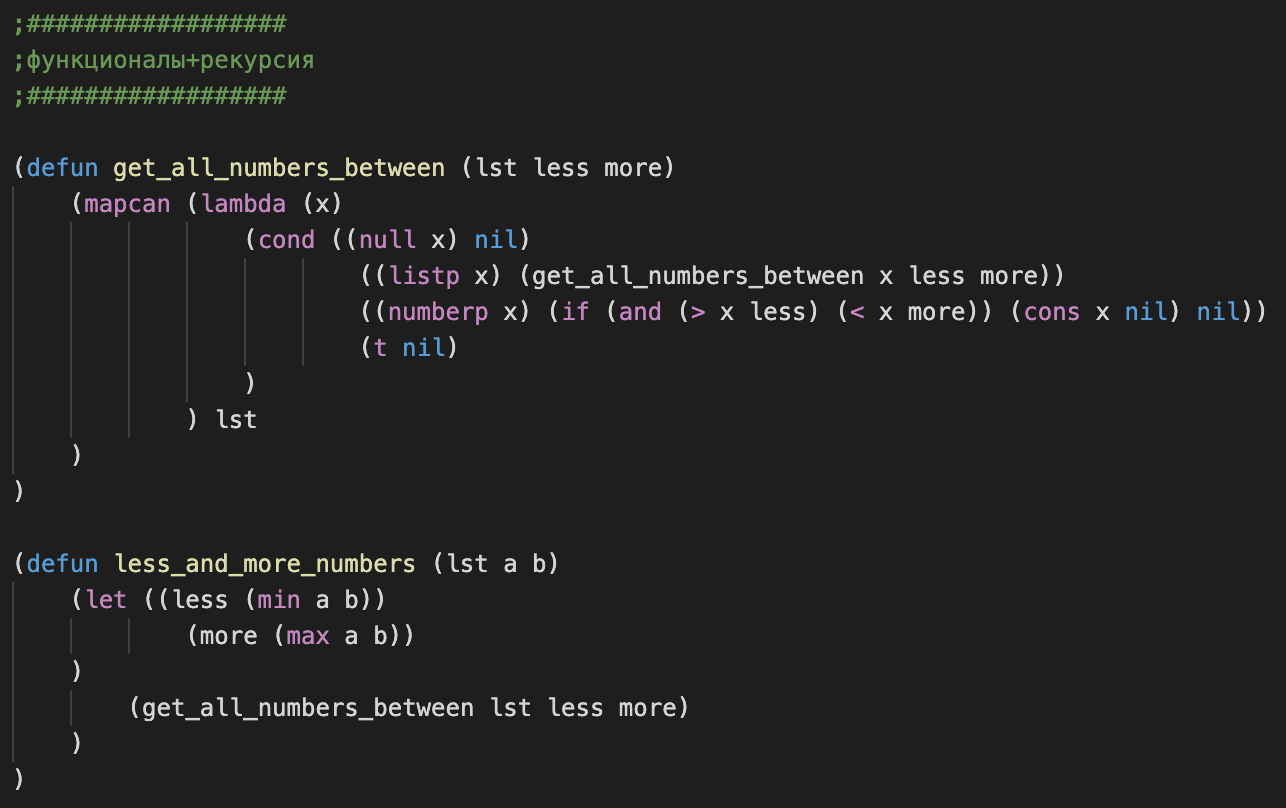 ;##################
;функционалы+рекурсия
;##################

(defun get_all_numbers_between (lst less more)
    (mapcan (lambda (x)
                (cond ((null x) nil)
                        ((listp x) (get_all_numbers_between x less more))
                        ((numberp x) (if (and (> x less) (< x more)) (cons x nil) nil))
                        (t nil)
                )
            ) lst
    )
)

(defun less_and_more_numbers (lst a b)
    (let ((less (min a b))
            (more (max a b))
    )
        (get_all_numbers_between lst less more)
    )
)